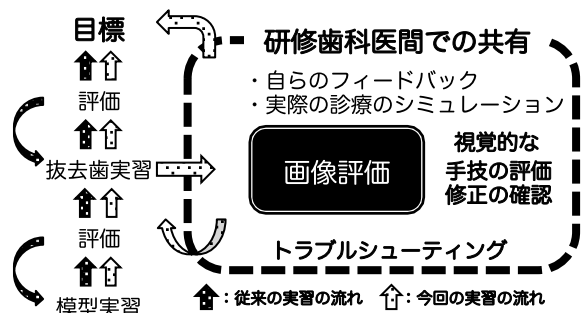 目標
評価
抜去歯実習
評価
模型実習
研修歯科医間での共有
・自らのフィードバック
・実際の診療のシミュレーション
画像評価
視覚的な
手技の評価
修正の確認
トラブルシューティング
：従来の実習の流れ　：今回の実習の流れ